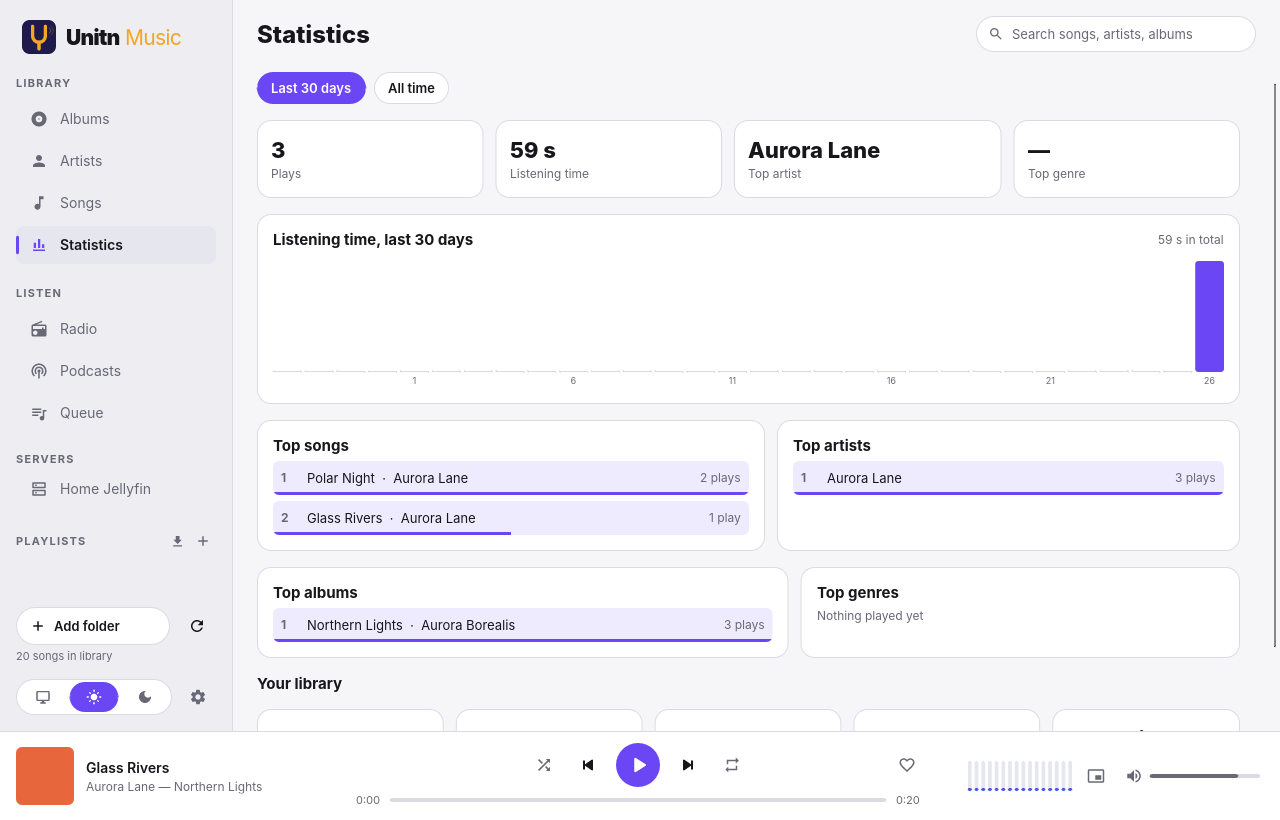 Unitn Music
LIBRARY
Albums
Artists
Songs
Statistics
LISTEN
Radio
Podcasts
Queue
SERVERS
Home Jellyfin
PLAYLISTS
Add folder
20 songs in library
Statistics
Search songs, artists, albums
Last 30 days
All time
3
Plays
59 s
Listening time
Aurora Lane
Top artist
—
Top genre
Listening time, last 30 days
59 s in total
1 6 11 16 21 26
Top songs
1 Polar Night · Aurora Lane 2 plays
2 Glass Rivers · Aurora Lane 1 play
Top artists
1 Aurora Lane 3 plays
Top albums
1 Northern Lights · Aurora Borealis 3 plays
Top genres
Nothing played yet
Your library
Glass Rivers
Aurora Lane — Northern Lights
0:00
0:20